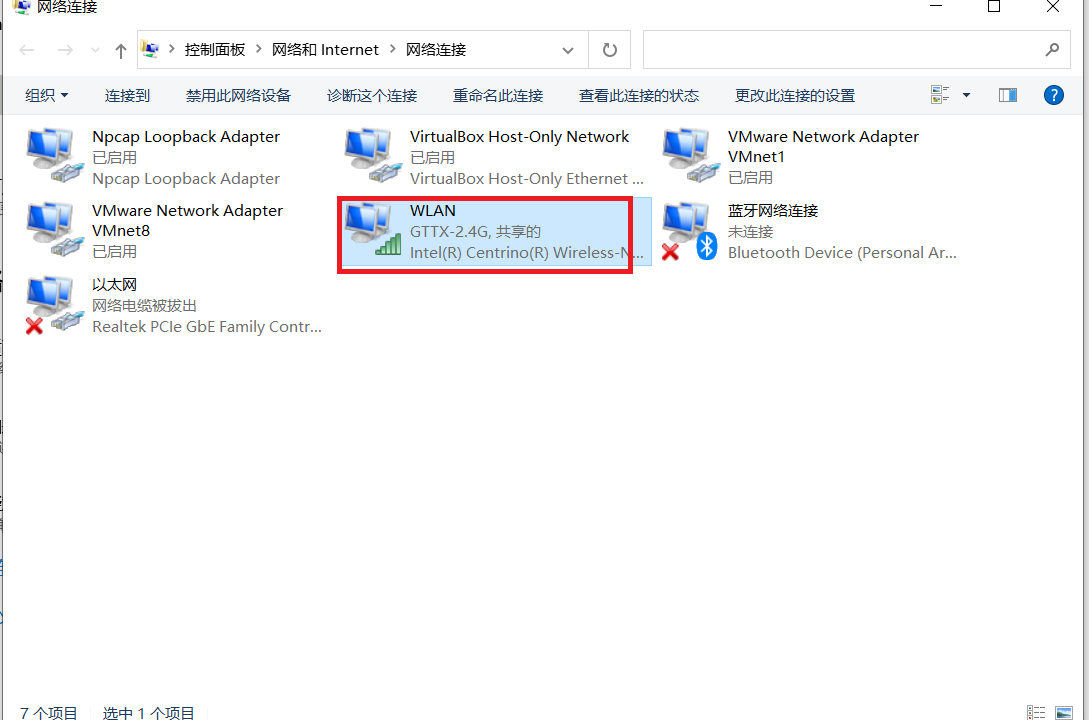 网络连接
控制面板 > 网络和 Internet > 网络连接
组织 连接到 禁用此网络设备 诊断这个连接 重命名此连接 查看此连接的状态 更改此连接的设置
Npcap Loopback Adapter
已启用
Npcap Loopback Adapter
VirtualBox Host-Only Network
已启用
VirtualBox Host-Only Ethernet ...
VMware Network Adapter
VMnet1
已启用
VMware Network Adapter
VMnet8
已启用
WLAN
GTTX-2.4G, 共享的
Intel(R) Centrino(R) Wireless-N...
蓝牙网络连接
未连接
Bluetooth Device (Personal Ar...
以太网
网络电缆被拔出
Realtek PCIe GbE Family Contr...
7 个项目 选中 1 个项目